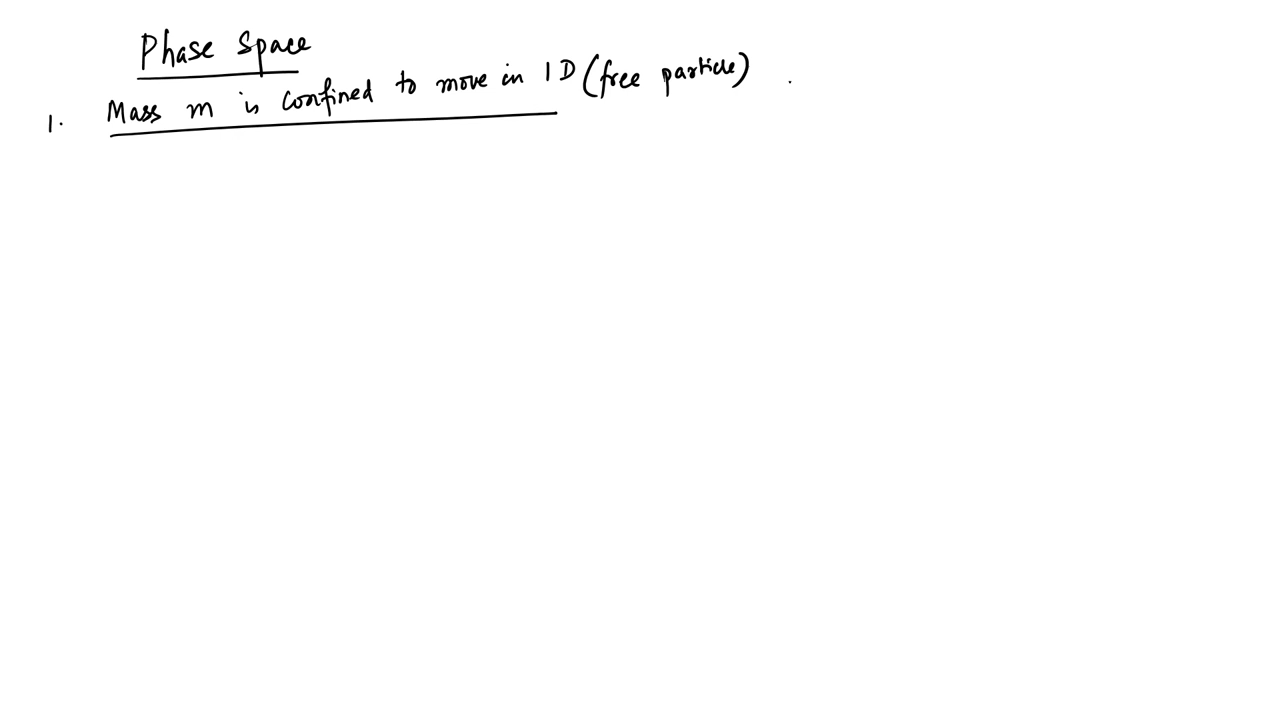 Phase Space
1. Mass m is confined to move in 1D (free particle)